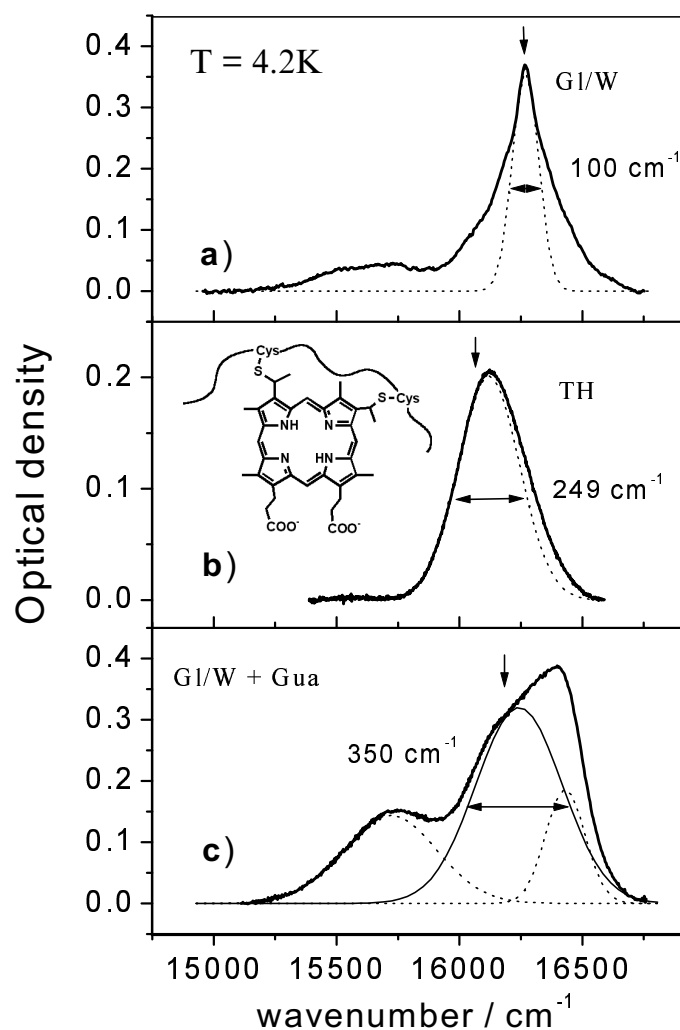 T = 4.2K
Gl/W
100 cm⁻¹
a)
0.4
0.3
0.2
0.1
0.0
Cys
S
S
Cys
NH
N
N
HN
COO⁻
COO⁻
TH
249 cm⁻¹
b)
0.2
0.1
0.0
Gl/W + Gua
350 cm⁻¹
c)
0.4
0.3
0.2
0.1
0.0
Optical density
15000 15500 16000 16500
wavenumber / cm⁻¹